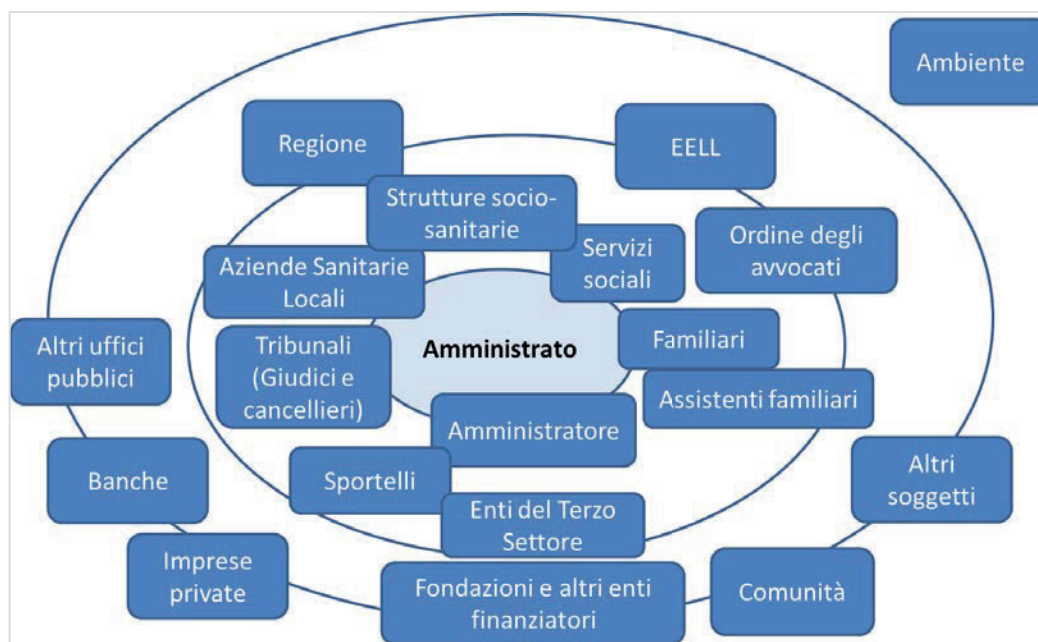 Ambiente
Regione
EELL
Strutture socio-
sanitarie
Ordine degli
avvocati
Servizi
sociali
Aziende Sanitarie
Locali
Amministrato
Familiari
Altri uffici
pubblici
Tribunali
(Giudici e
cancellieri)
Assistenti familiari
Amministratore
Sportelli
Banche
Altri
soggetti
Enti del Terzo
Settore
Imprese
private
Fondazioni e altri enti
finanziatori
Comunità